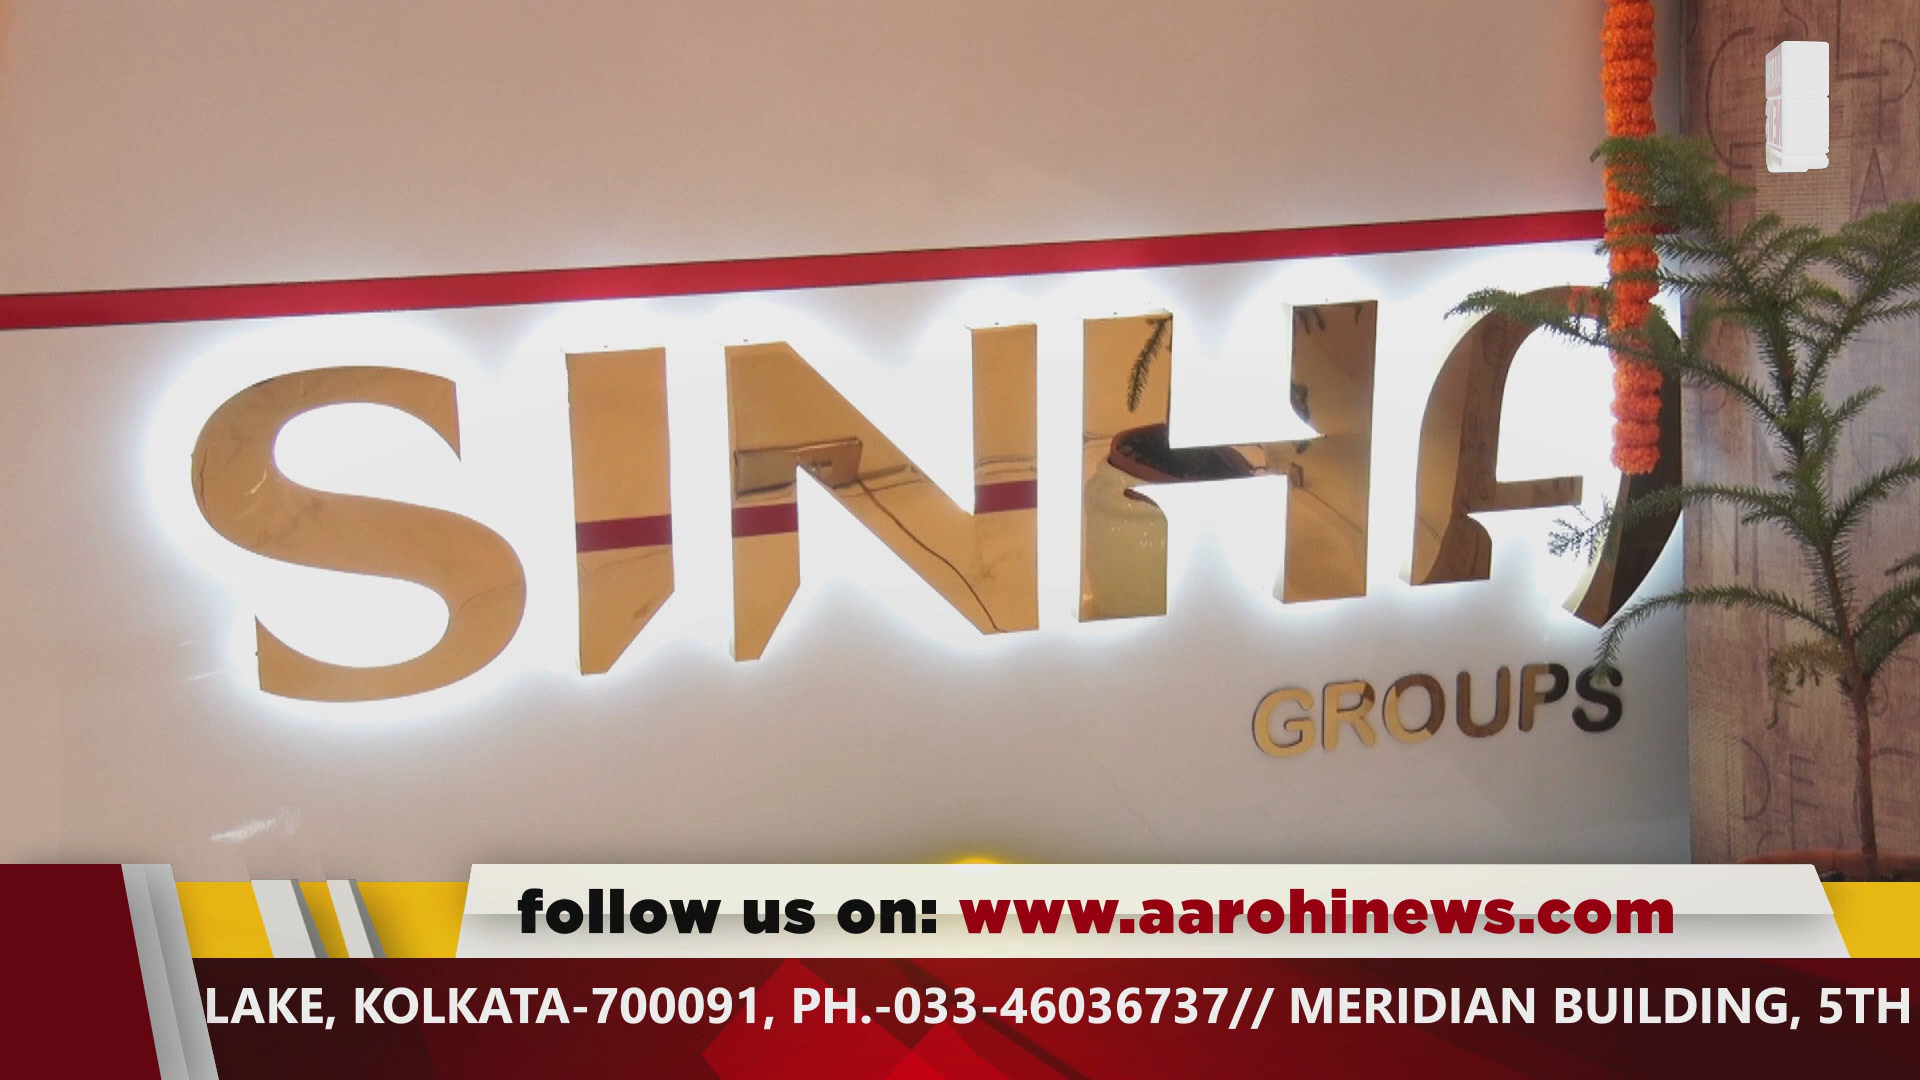 SINHA
GROUPS
follow us on: www.aarohinews.com
LAKE, KOLKATA-700091, PH.-033-46036737// MERIDIAN BUILDING, 5TH